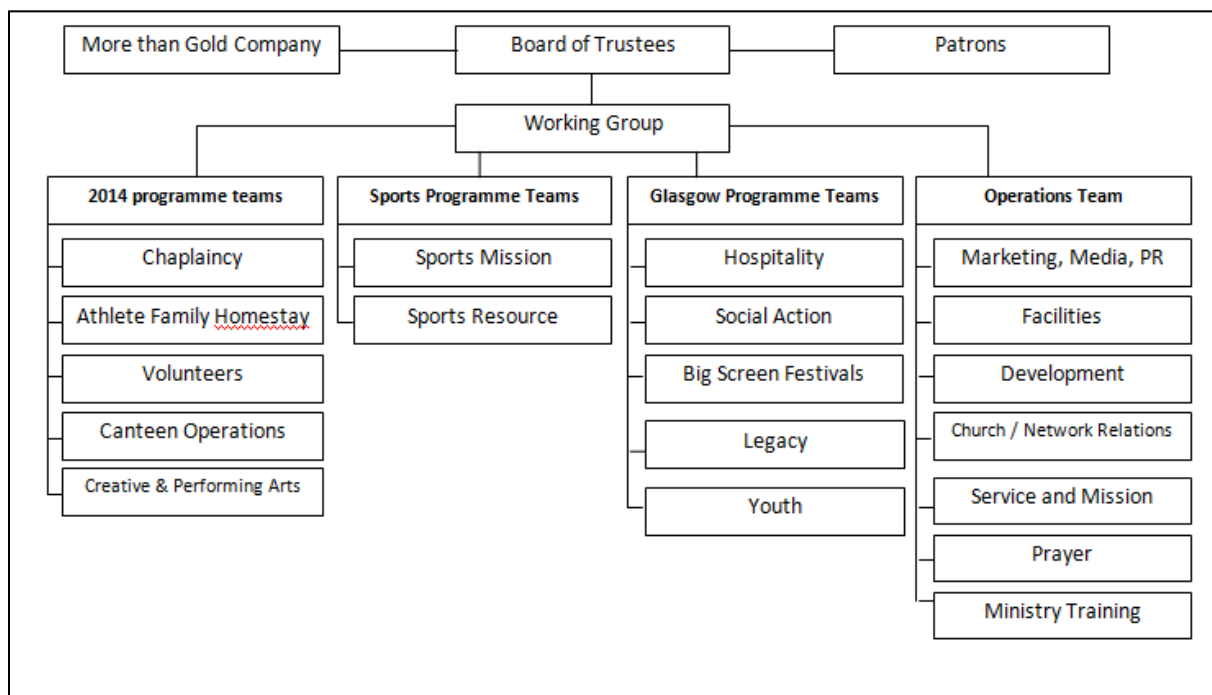 More than Gold Company
Board of Trustees
Patrons
Working Group
2014 programme teams
Chaplaincy
Athlete Family Homestay
Volunteers
Canteen Operations
Creative & Performing Arts
Sports Programme Teams
Sports Mission
Sports Resource
Glasgow Programme Teams
Hospitality
Social Action
Big Screen Festivals
Legacy
Youth
Operations Team
Marketing, Media, PR
Facilities
Development
Church / Network Relations
Service and Mission
Prayer
Ministry Training